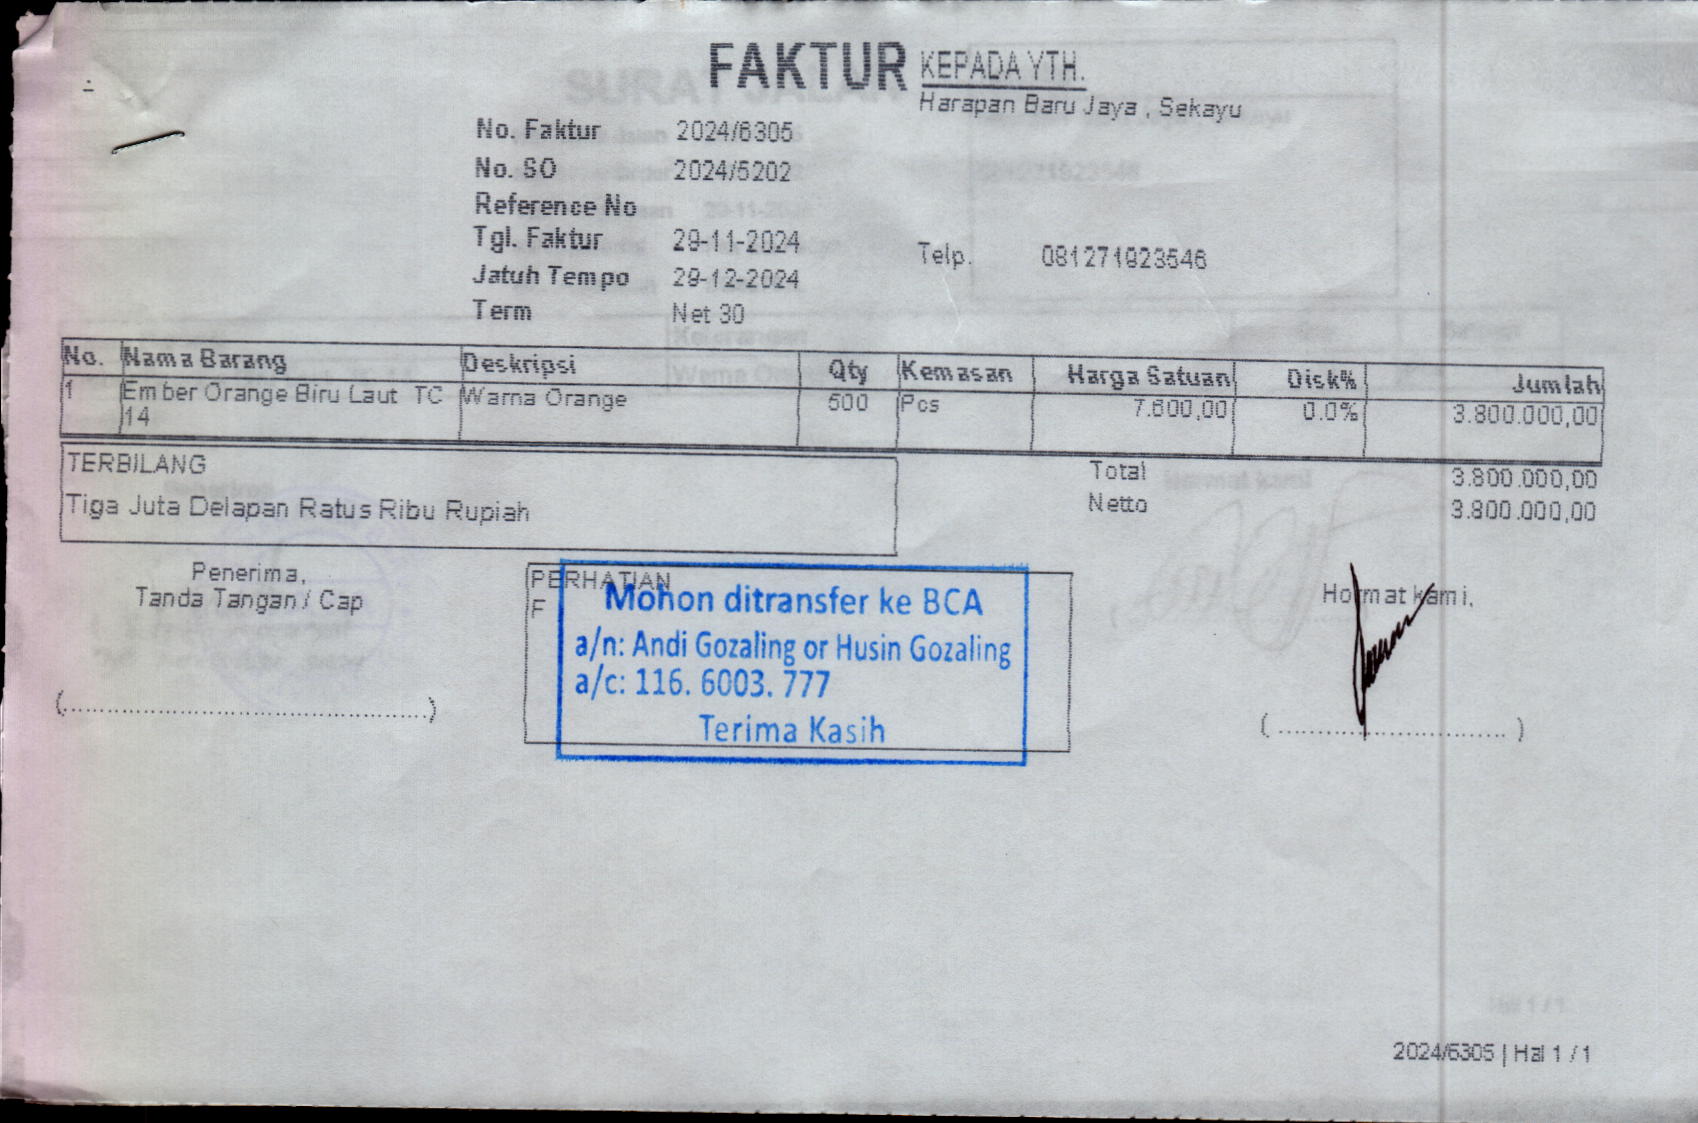 FAKTUR
KEPADA YTH.
Harapan Baru Jaya , Sekayu
No. Faktur 2024/6305
No. SO 2024/5202
Reference No
Tgl. Faktur 29-11-2024
Jatuh Tempo 29-12-2024
Term Net 30
Telp. 081271923546
No. Nama Barang Deskripsi Qty Kemasan Harga Satuan Disk% Jumlah
1 Ember Orange Biru Laut TC Warna Orange 500 Pcs 7.600,00 0.0% 3.800.000,00
14
TERBILANG
Tiga Juta Delapan Ratus Ribu Rupiah
Total 3.800.000,00
Netto 3.800.000,00
Penerima,
Tanda Tangan / Cap
(...............................................)
PERHATIAN
F
Mohon ditransfer ke BCA
a/n: Andi Gozaling or Husin Gozaling
a/c: 116. 6003. 777
Terima Kasih
Hormat kami,
( ............................. )
2024/6305 | Hal 1 / 1